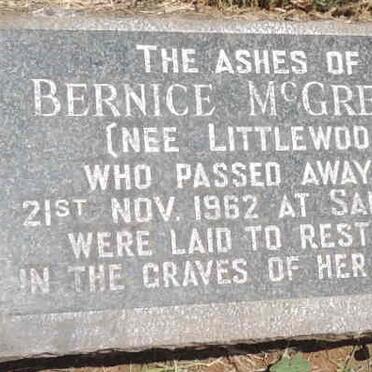 THE ASHES OF
BERNICE McGRE
(NEE LITTLEWOO
WHO PASSED AWAY
21ST NOV. 1962 AT SA
WERE LAID TO REST
IN THE GRAVES OF HER